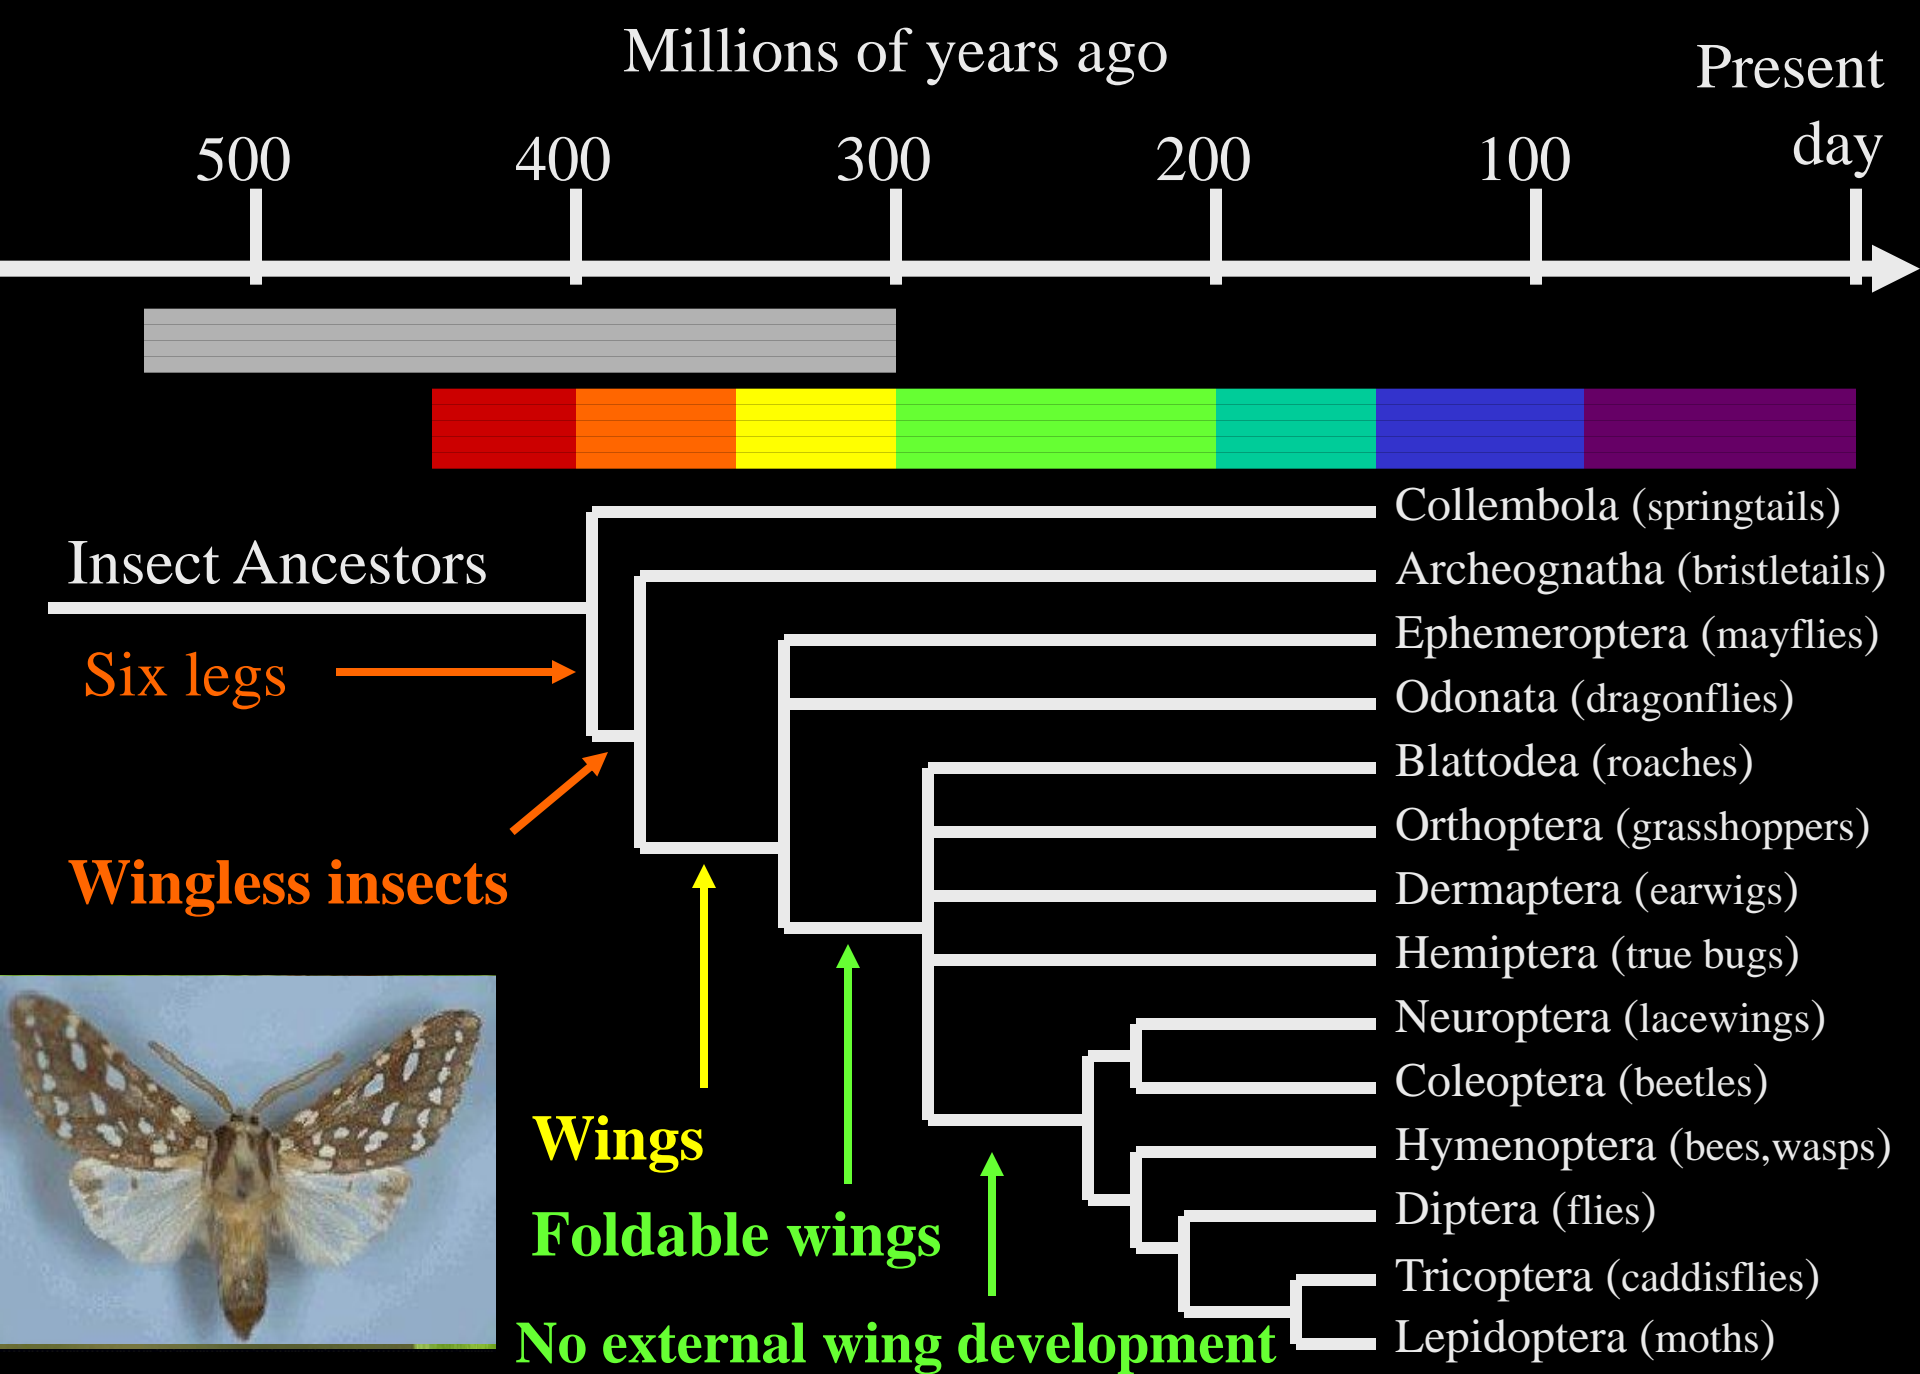 Millions of years ago
Present
day
500 400 300 200 100
Collembola (springtails)
Insect Ancestors
Archeognatha (bristletails)
Ephemeroptera (mayflies)
Six legs
Odonata (dragonflies)
Blattodea (roaches)
Orthoptera (grasshoppers)
Wingless insects
Dermaptera (earwigs)
Hemiptera (true bugs)
Neuroptera (lacewings)
Coleoptera (beetles)
Wings
Hymenoptera (bees,wasps)
Foldable wings
Diptera (flies)
Tricoptera (caddisflies)
No external wing development
Lepidoptera (moths)